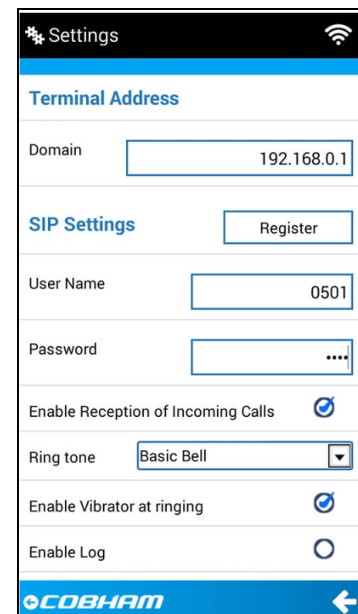 Settings
Terminal Address
Domain 192.168.0.1
SIP Settings Register
User Name 0501
Password ••••
Enable Reception of Incoming Calls
Ring tone Basic Bell
Enable Vibrator at ringing
Enable Log
COBHAM